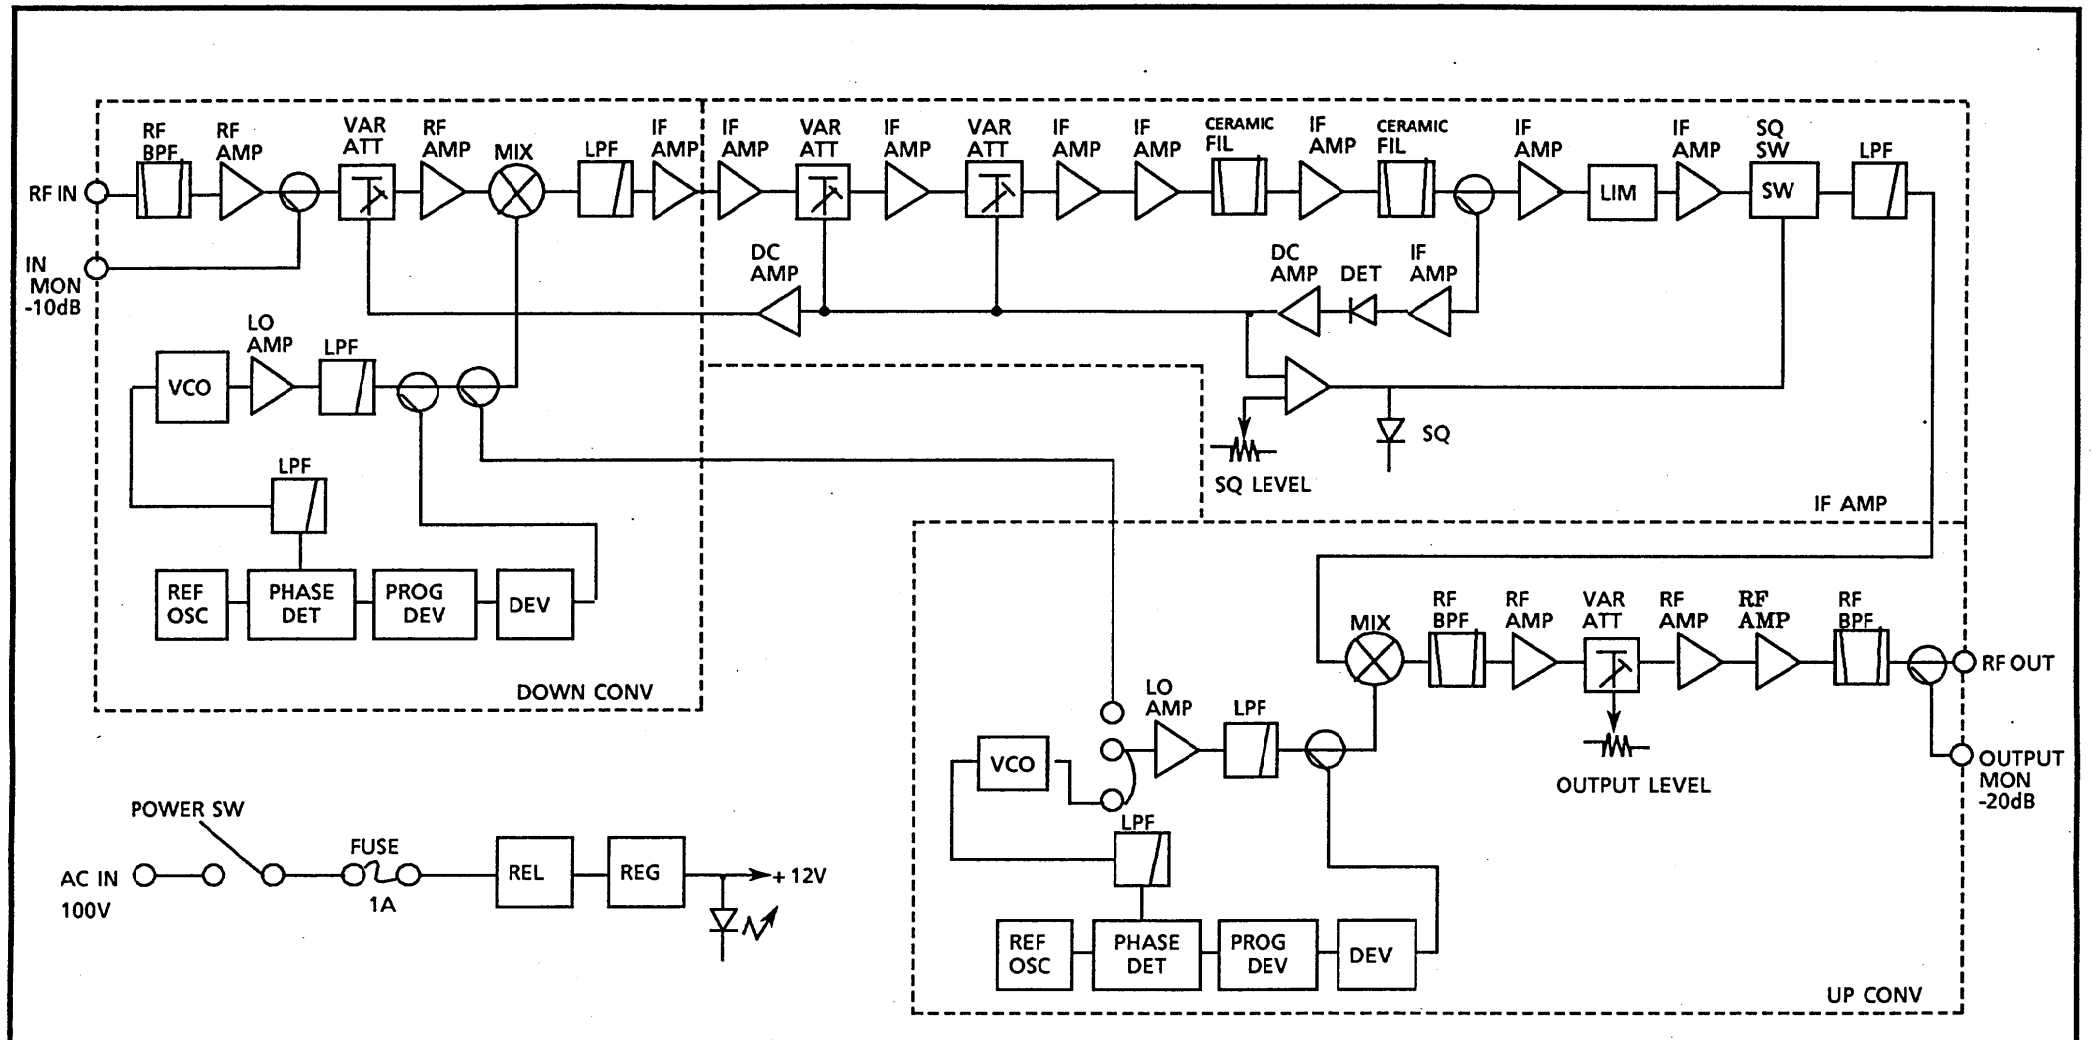 RF
BPF
RF
AMP
VAR
ATT
RF
AMP
MIX
LPF
IF
AMP
IF
AMP
VAR
ATT
IF
AMP
VAR
ATT
IF
AMP
IF
AMP
CERAMIC
FIL
IF
AMP
CERAMIC
FIL
IF
AMP
LIM
IF
AMP
SQ
SW
SW
LPF
RF IN
IN
MON
-10dB
DC
AMP
DC
AMP
DET
IF
AMP
LO
AMP
LPF
VCO
SQ
SQ LEVEL
IF AMP
LPF
REF
OSC
PHASE
DET
PROG
DEV
DEV
DOWN CONV
MIX
RF
BPF
RF
AMP
VAR
ATT
RF
AMP
RF
AMP
RF
BPF
RF OUT
OUTPUT LEVEL
OUTPUT
MON
-20dB
VCO
LO
AMP
LPF
LPF
REF
OSC
PHASE
DET
PROG
DEV
DEV
UP CONV
POWER SW
AC IN
100V
FUSE
1A
REL
REG
+ 12V